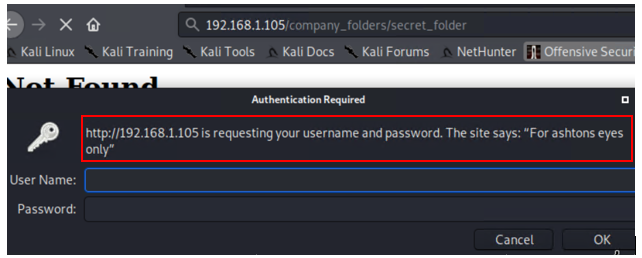 192.168.1.105/company_folders/secret_folder
Kali Linux Kali Training Kali Tools Kali Docs Kali Forums NetHunter Offensive Securi
Not Found
Authentication Required
http://192.168.1.105 is requesting your username and password. The site says: “For ashtons eyes
only”
User Name:
Password:
Cancel OK